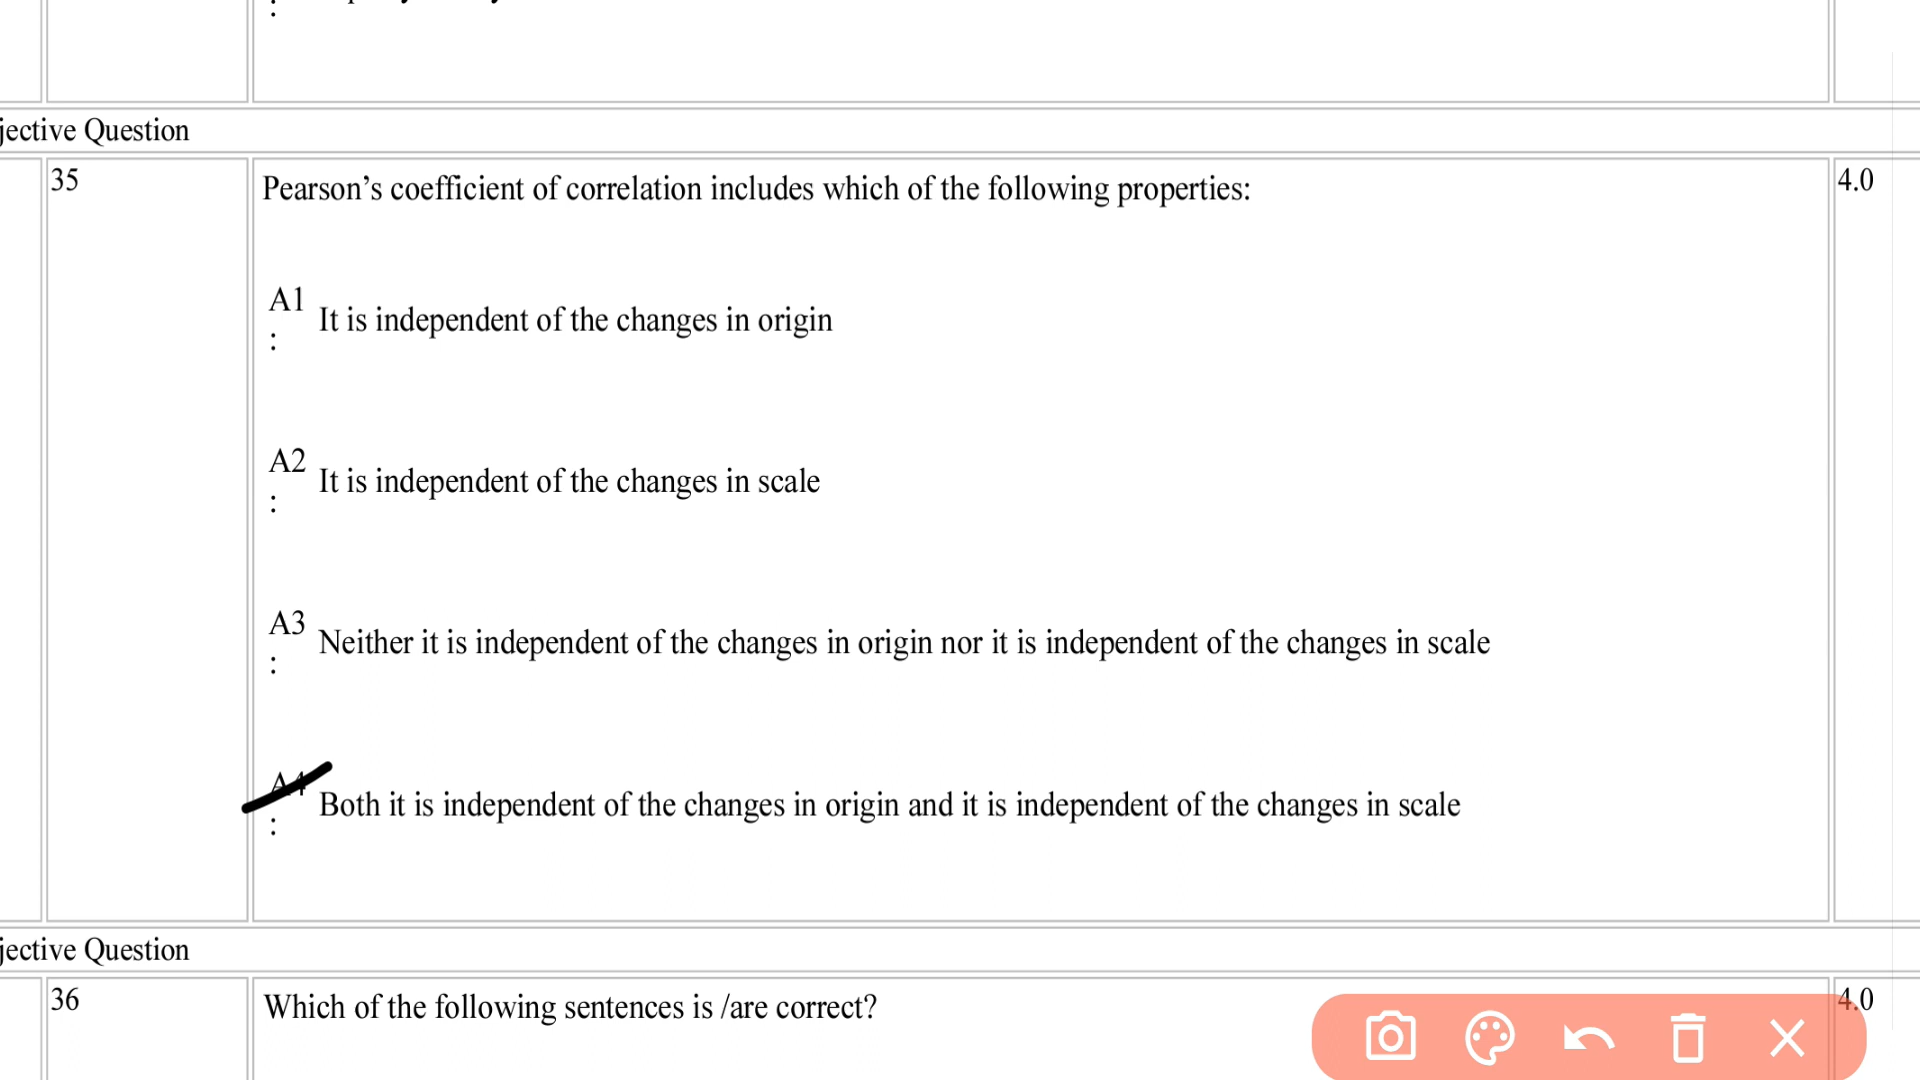 jective Question
35
Pearson’s coefficient of correlation includes which of the following properties:
4.0
A1
:
It is independent of the changes in origin
A2
:
It is independent of the changes in scale
A3
:
Neither it is independent of the changes in origin nor it is independent of the changes in scale
A4
:
Both it is independent of the changes in origin and it is independent of the changes in scale
jective Question
36
Which of the following sentences is /are correct?
4.0